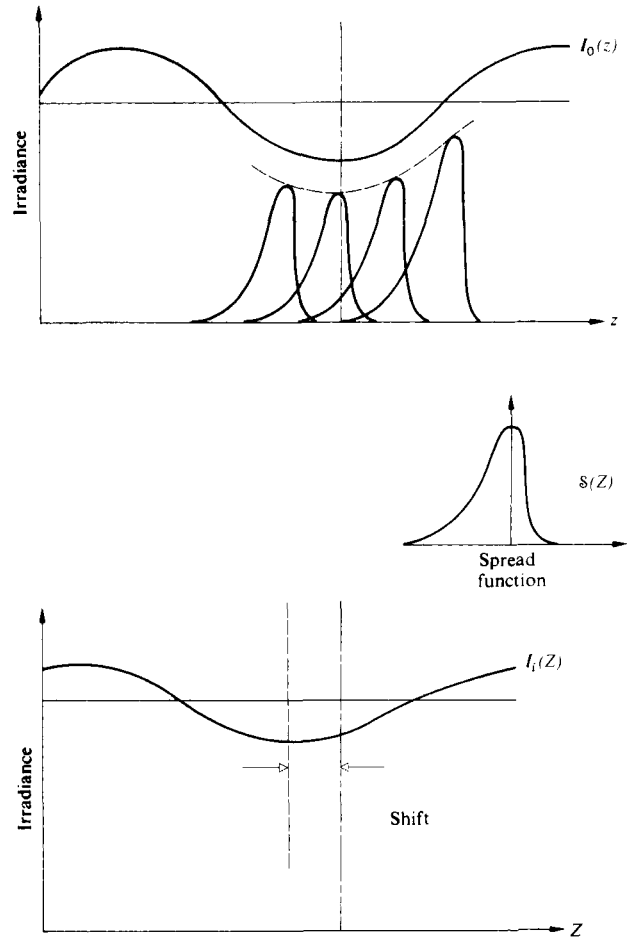 I₀(z)
Irradiance
z
𝒮(Z)
Spread
function
Iᵢ(Z)
Irradiance
Shift
Z